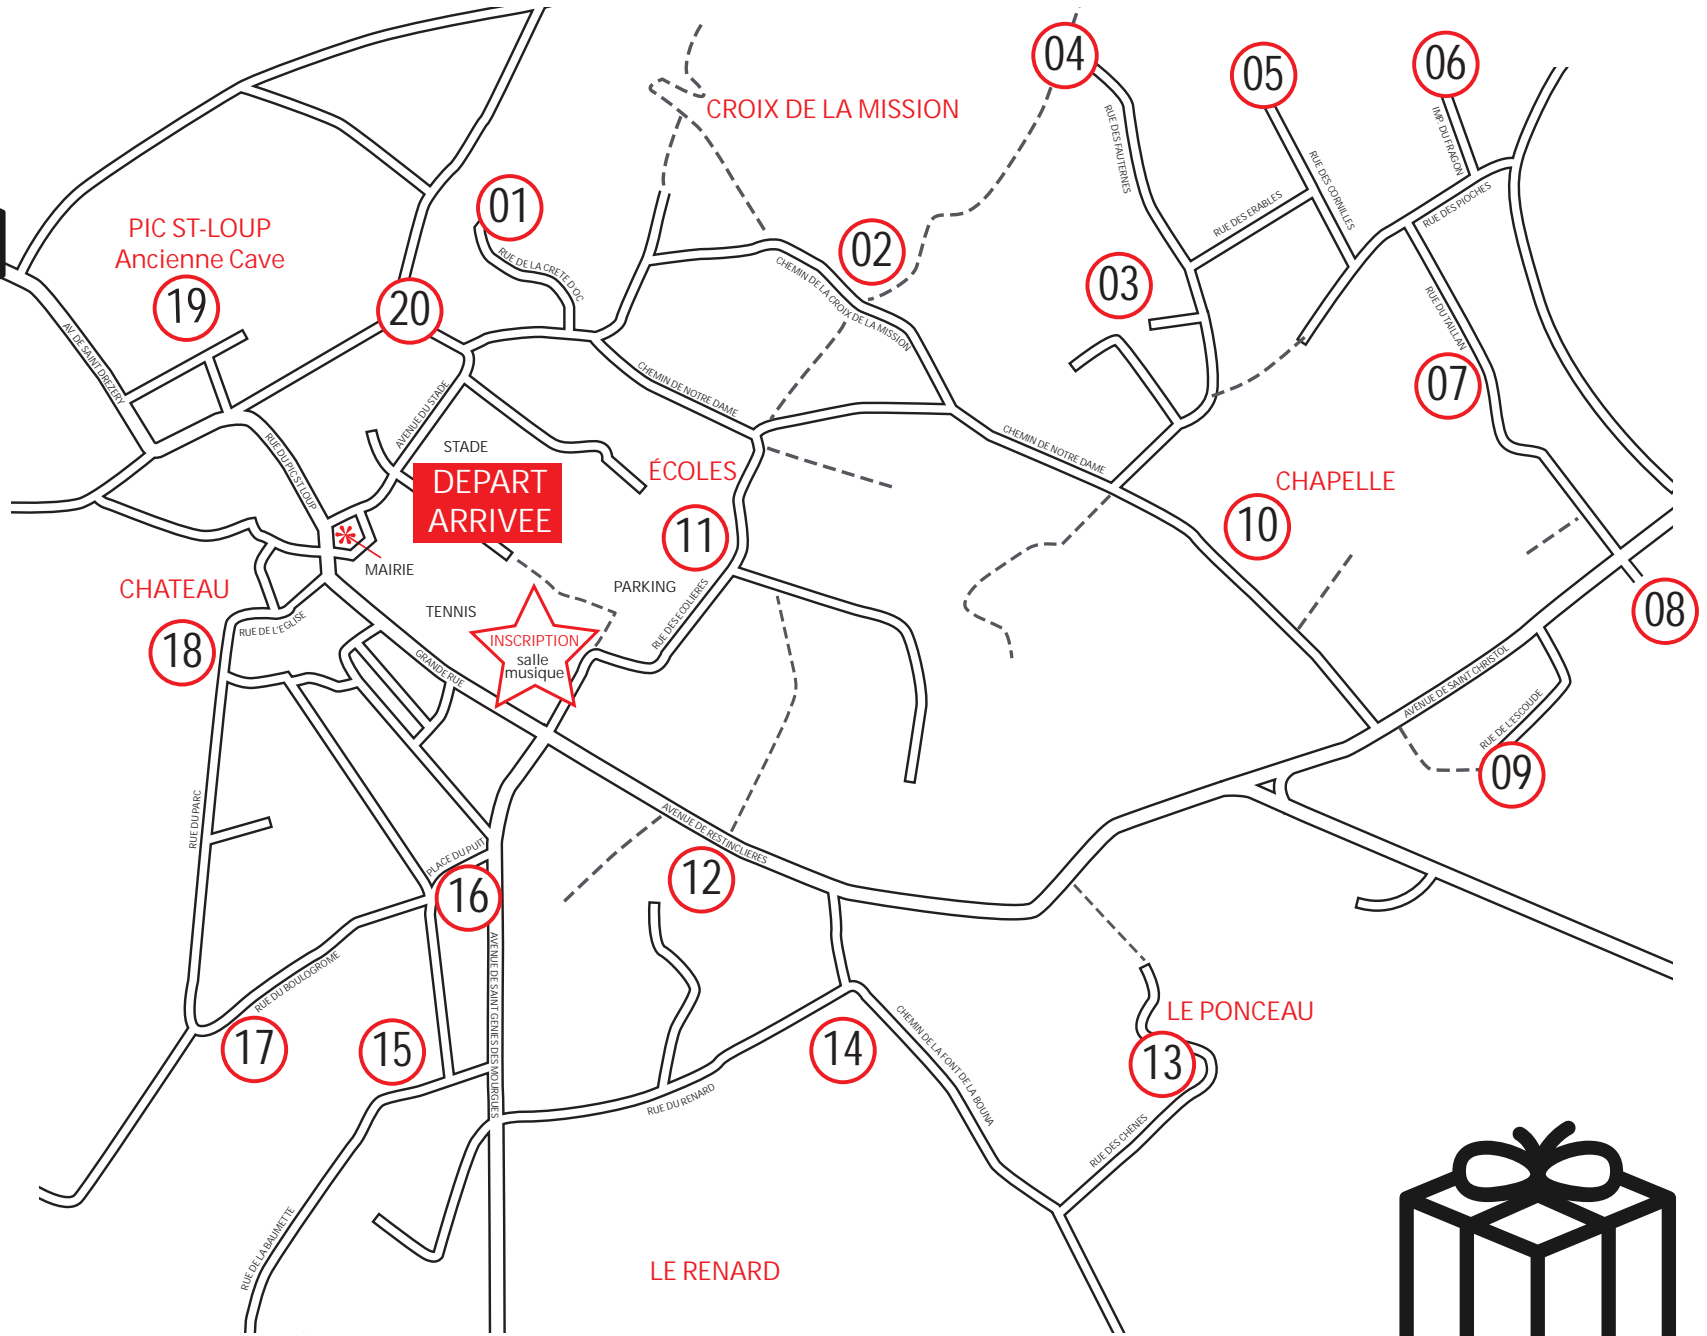 04
05
06
CROIX DE LA MISSION
RUE DES FAUTERNES
IMP. DU FRAGON
RUE DES CORNILLES
RUE DES ERABLES
RUE DES PIOCHES
01
PIC ST-LOUP
Ancienne Cave
19
20
RUE DE LA CRETE D'OC
02
CHEMIN DE LA CROIX DE LA MISSION
03
AV. DE SAINT DREZERY
RUE DU TAILLAN
07
CHEMIN DE NOTRE DAME
AVENUE DU STADE
STADE
RUE DU PIC ST LOUP
DEPART
ARRIVEE
ÉCOLES
11
CHEMIN DE NOTRE DAME
CHAPELLE
10
*
MAIRIE
CHATEAU
18
RUE DE L'EGLISE
TENNIS
PARKING
RUE DES ECOLIERES
INSCRIPTION
salle
musique
GRANDE RUE
08
AVENUE DE SAINT CHRISTOL
RUE DE L'ESCOUDE
09
RUE DU PARC
AVENUE DE RESTINCLIERES
12
PLACE DU PUIT
16
AVENUE DE SAINT GENIES DES MOURGUES
RUE DU BOULOGROME
17
15
14
CHEMIN DE LA FONT DE LA BOUNA
LE PONCEAU
13
RUE DU RENARD
RUE DES CHENES
RUE DE LA BAUMETTE
LE RENARD